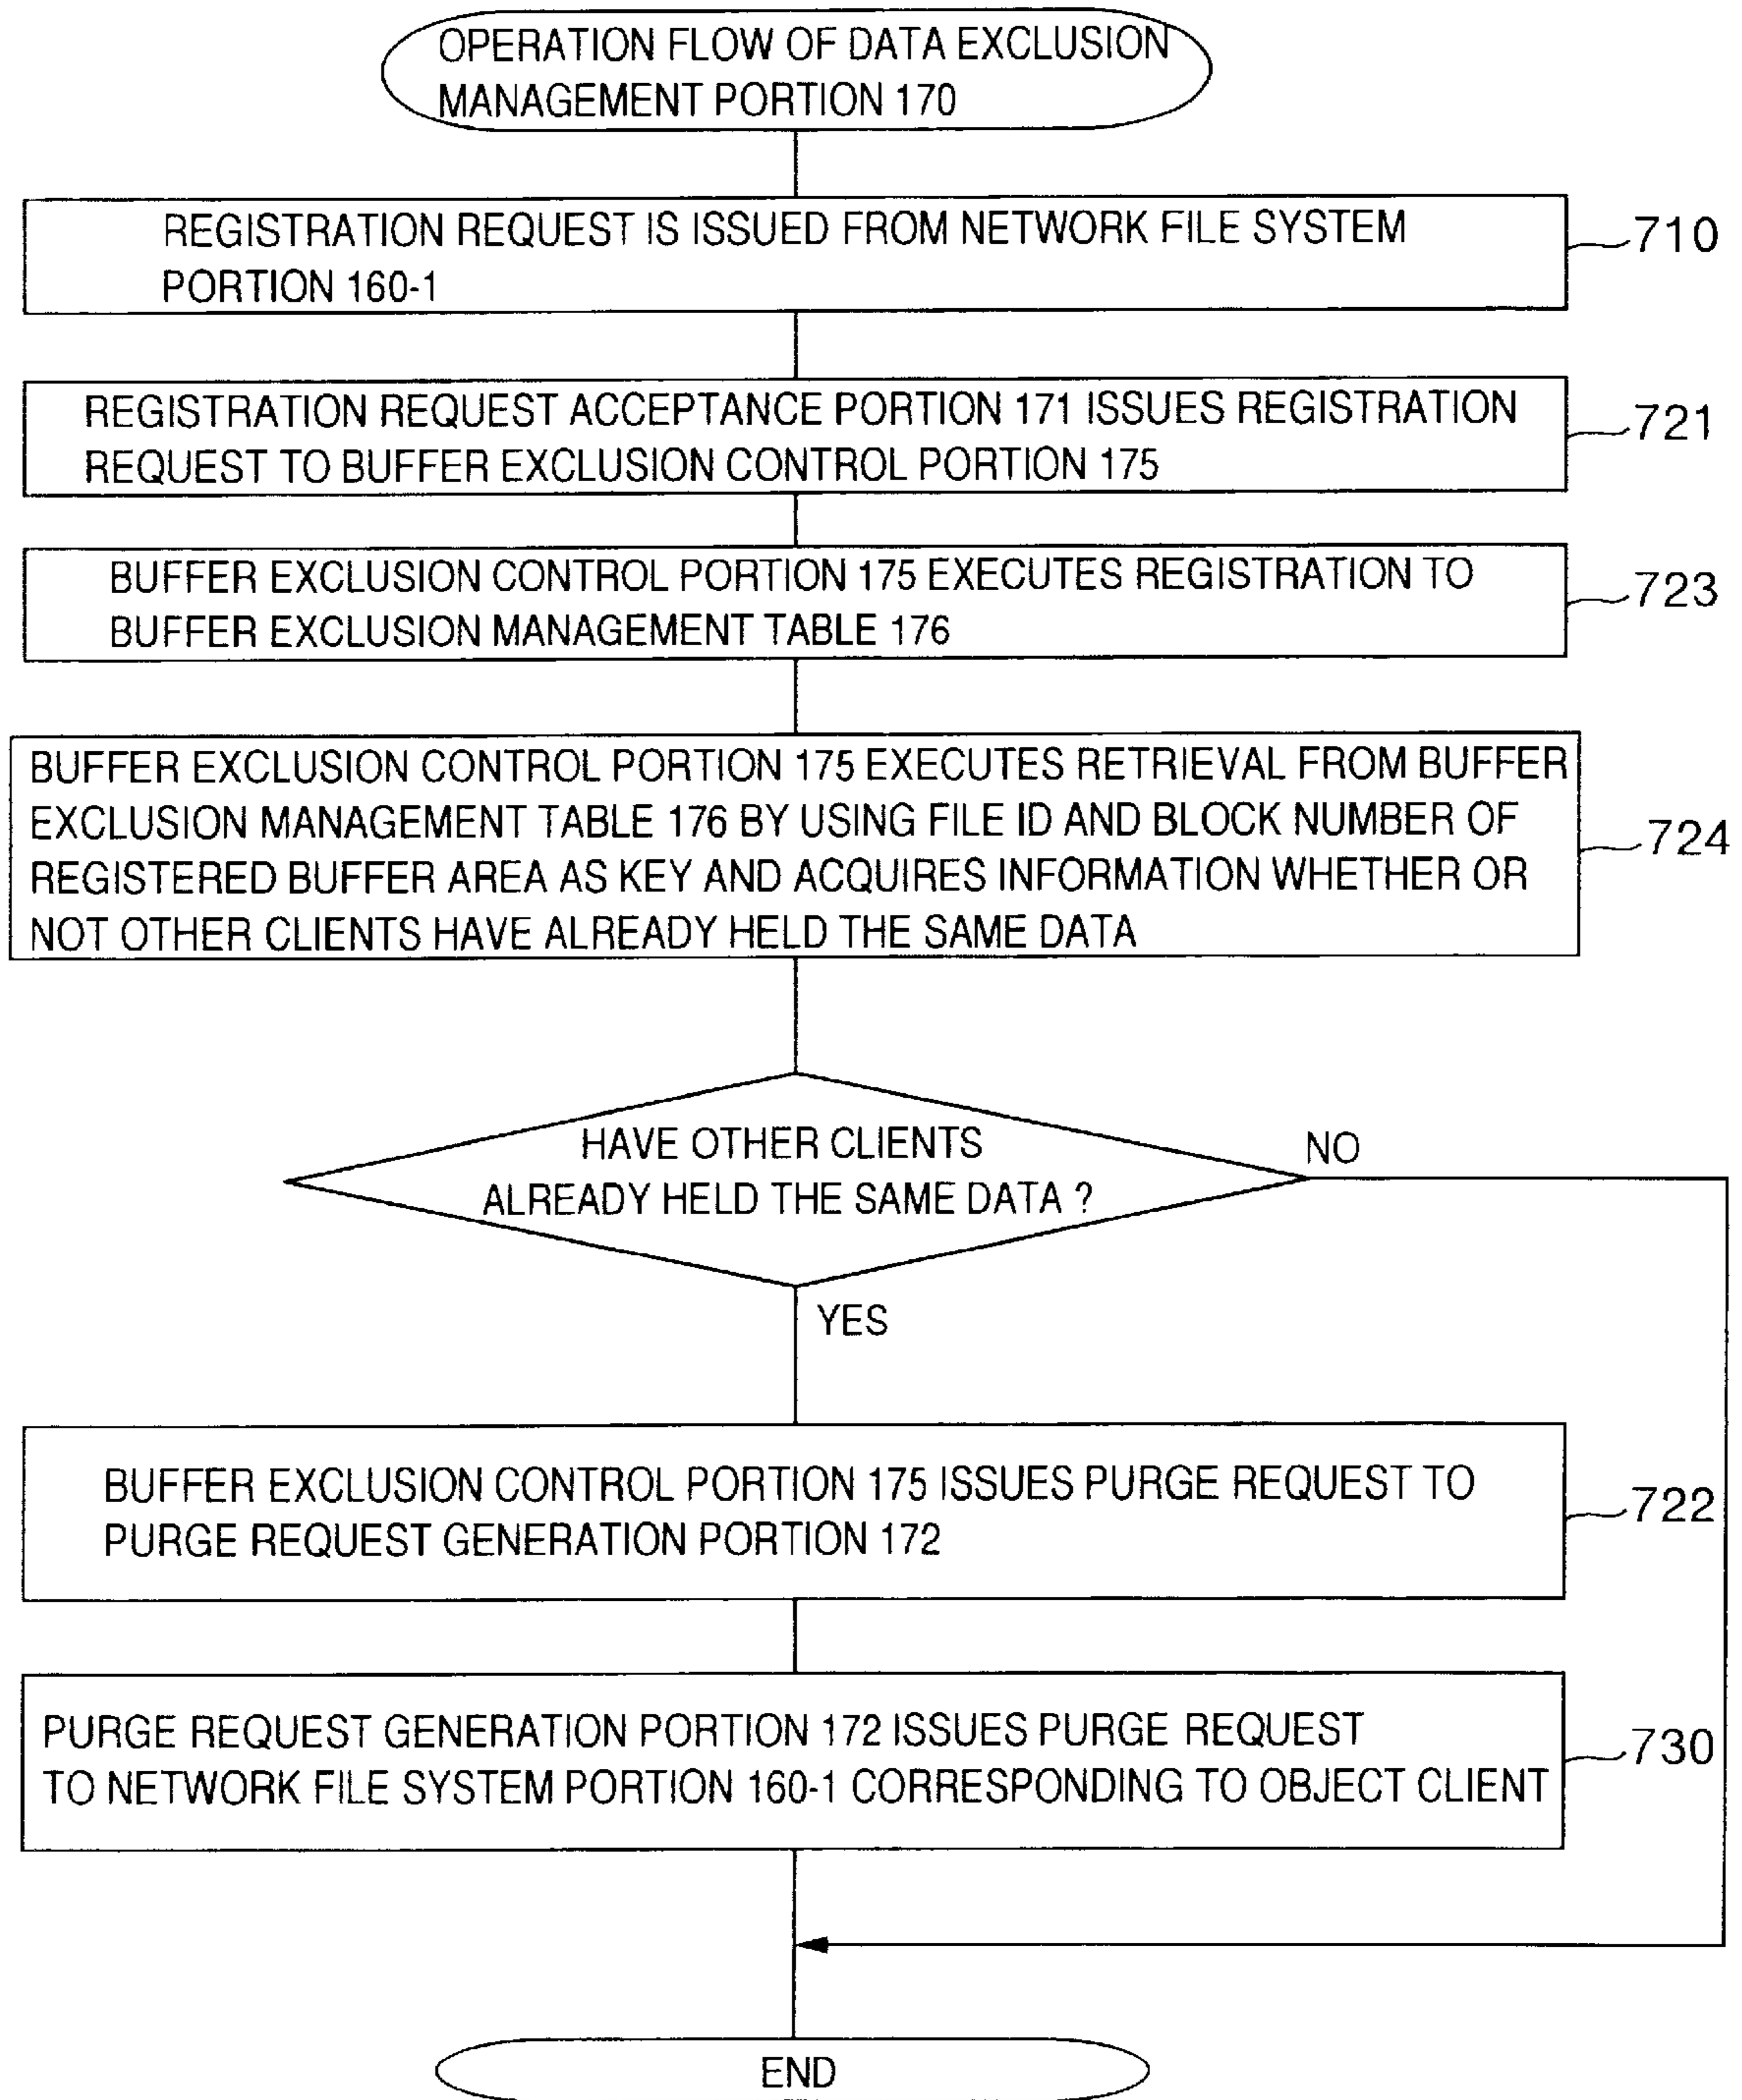 OPERATION FLOW OF DATA EXCLUSION
MANAGEMENT PORTION 170
REGISTRATION REQUEST IS ISSUED FROM NETWORK FILE SYSTEM
PORTION 160-1
710
REGISTRATION REQUEST ACCEPTANCE PORTION 171 ISSUES REGISTRATION
REQUEST TO BUFFER EXCLUSION CONTROL PORTION 175
721
BUFFER EXCLUSION CONTROL PORTION 175 EXECUTES REGISTRATION TO
BUFFER EXCLUSION MANAGEMENT TABLE 176
723
BUFFER EXCLUSION CONTROL PORTION 175 EXECUTES RETRIEVAL FROM BUFFER
EXCLUSION MANAGEMENT TABLE 176 BY USING FILE ID AND BLOCK NUMBER OF
REGISTERED BUFFER AREA AS KEY AND ACQUIRES INFORMATION WHETHER OR
NOT OTHER CLIENTS HAVE ALREADY HELD THE SAME DATA
724
HAVE OTHER CLIENTS
ALREADY HELD THE SAME DATA ?
NO
YES
BUFFER EXCLUSION CONTROL PORTION 175 ISSUES PURGE REQUEST TO
PURGE REQUEST GENERATION PORTION 172
722
PURGE REQUEST GENERATION PORTION 172 ISSUES PURGE REQUEST
TO NETWORK FILE SYSTEM PORTION 160-1 CORRESPONDING TO OBJECT CLIENT
730
END